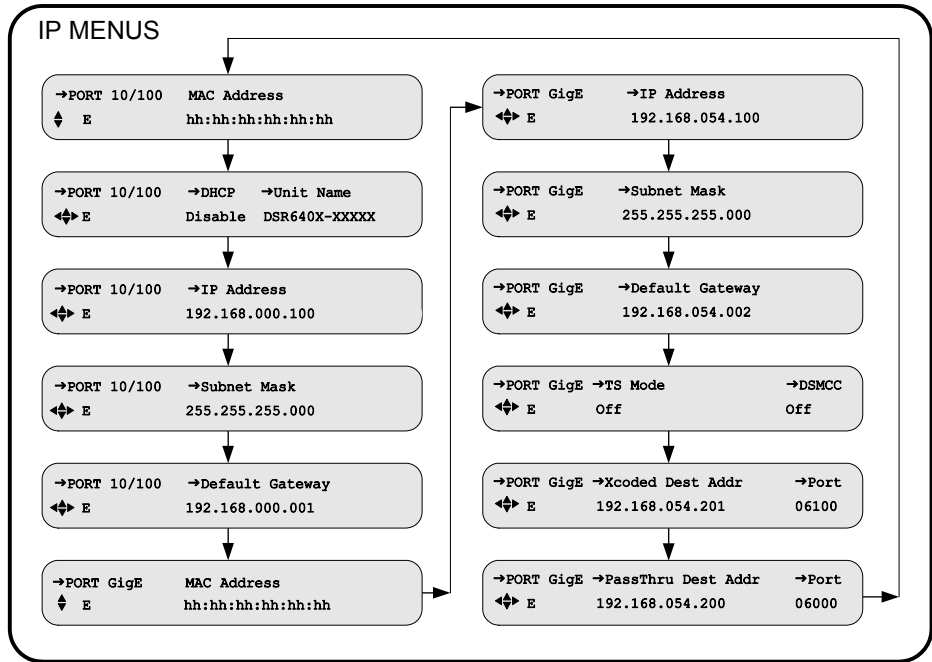 IP MENUS
→PORT 10/100 MAC Address
E hh:hh:hh:hh:hh:hh
→PORT 10/100 →DHCP →Unit Name
E Disable DSR640X-XXXXX
→PORT 10/100 →IP Address
E 192.168.000.100
→PORT 10/100 →Subnet Mask
E 255.255.255.000
→PORT 10/100 →Default Gateway
E 192.168.000.001
→PORT GigE MAC Address
E hh:hh:hh:hh:hh:hh
→PORT GigE →IP Address
E 192.168.054.100
→PORT GigE →Subnet Mask
E 255.255.255.000
→PORT GigE →Default Gateway
E 192.168.054.002
→PORT GigE →TS Mode →DSMCC
E Off Off
→PORT GigE →Xcoded Dest Addr →Port
E 192.168.054.201 06100
→PORT GigE →PassThru Dest Addr →Port
E 192.168.054.200 06000